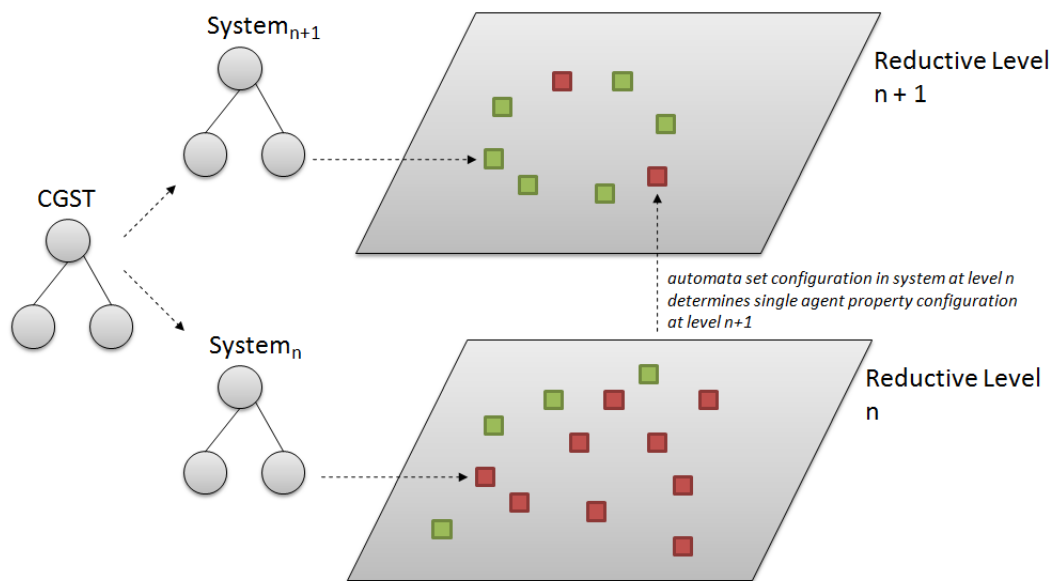 System n+1
Reductive Level
n + 1
CGST
automata set configuration in system at level n
determines single agent property configuration
at level n+1
System n
Reductive Level
n